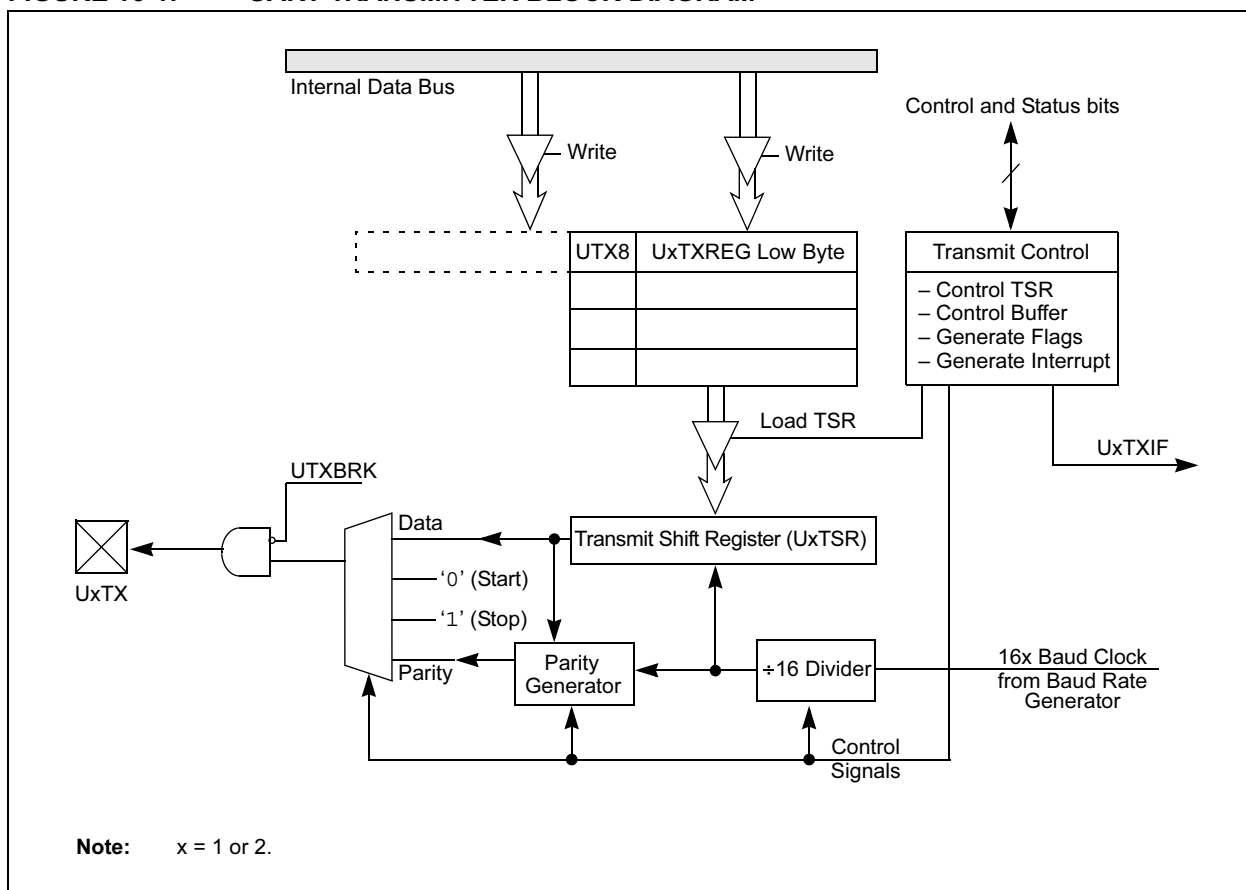 Internal Data Bus
Control and Status bits
Write
Write
UTX8
UxTXREG Low Byte
Transmit Control
– Control TSR
– Control Buffer
– Generate Flags
– Generate Interrupt
Load TSR
UxTXIF
UTXBRK
Data
Transmit Shift Register (UxTSR)
UxTX
‘0’ (Start)
‘1’ (Stop)
Parity
Parity
Generator
÷16 Divider
16x Baud Clock
from Baud Rate
Generator
Control
Signals
Note: x = 1 or 2.